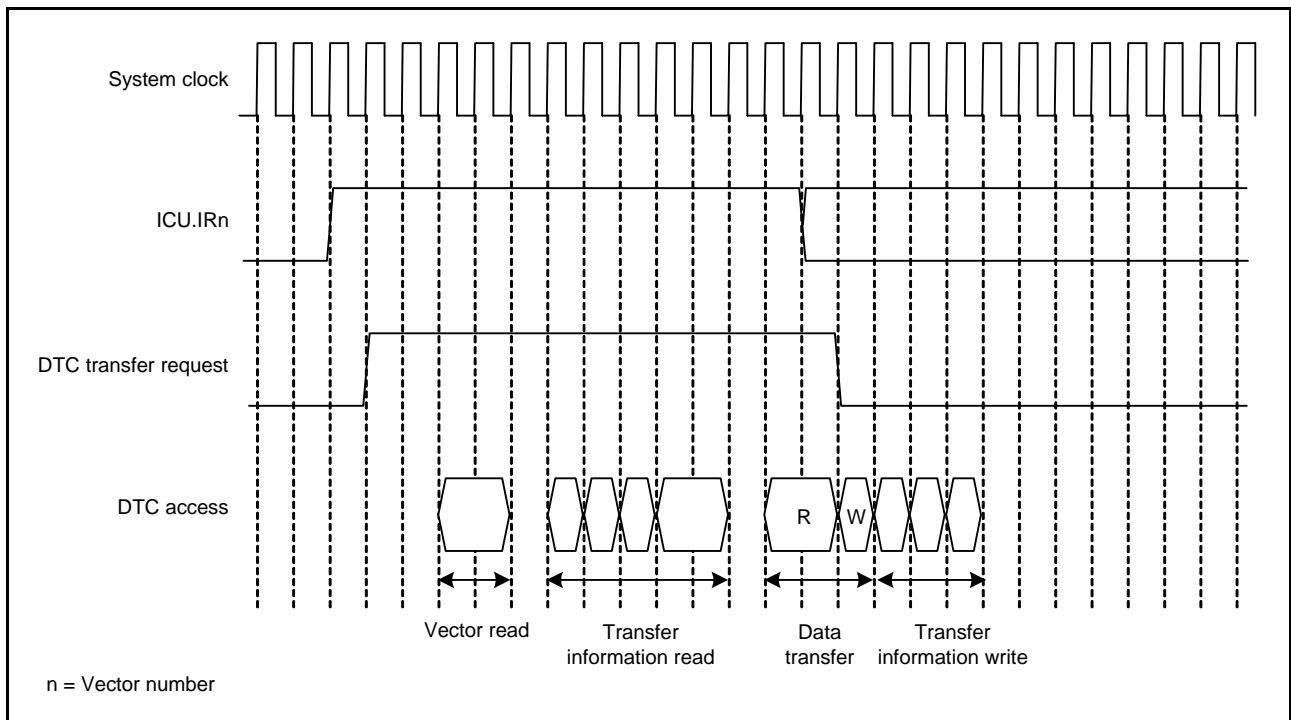 System clock
ICU.IRn
DTC transfer request
DTC access
R
W
Vector read
Transfer
information read
Data
transfer
Transfer
information write
n = Vector number